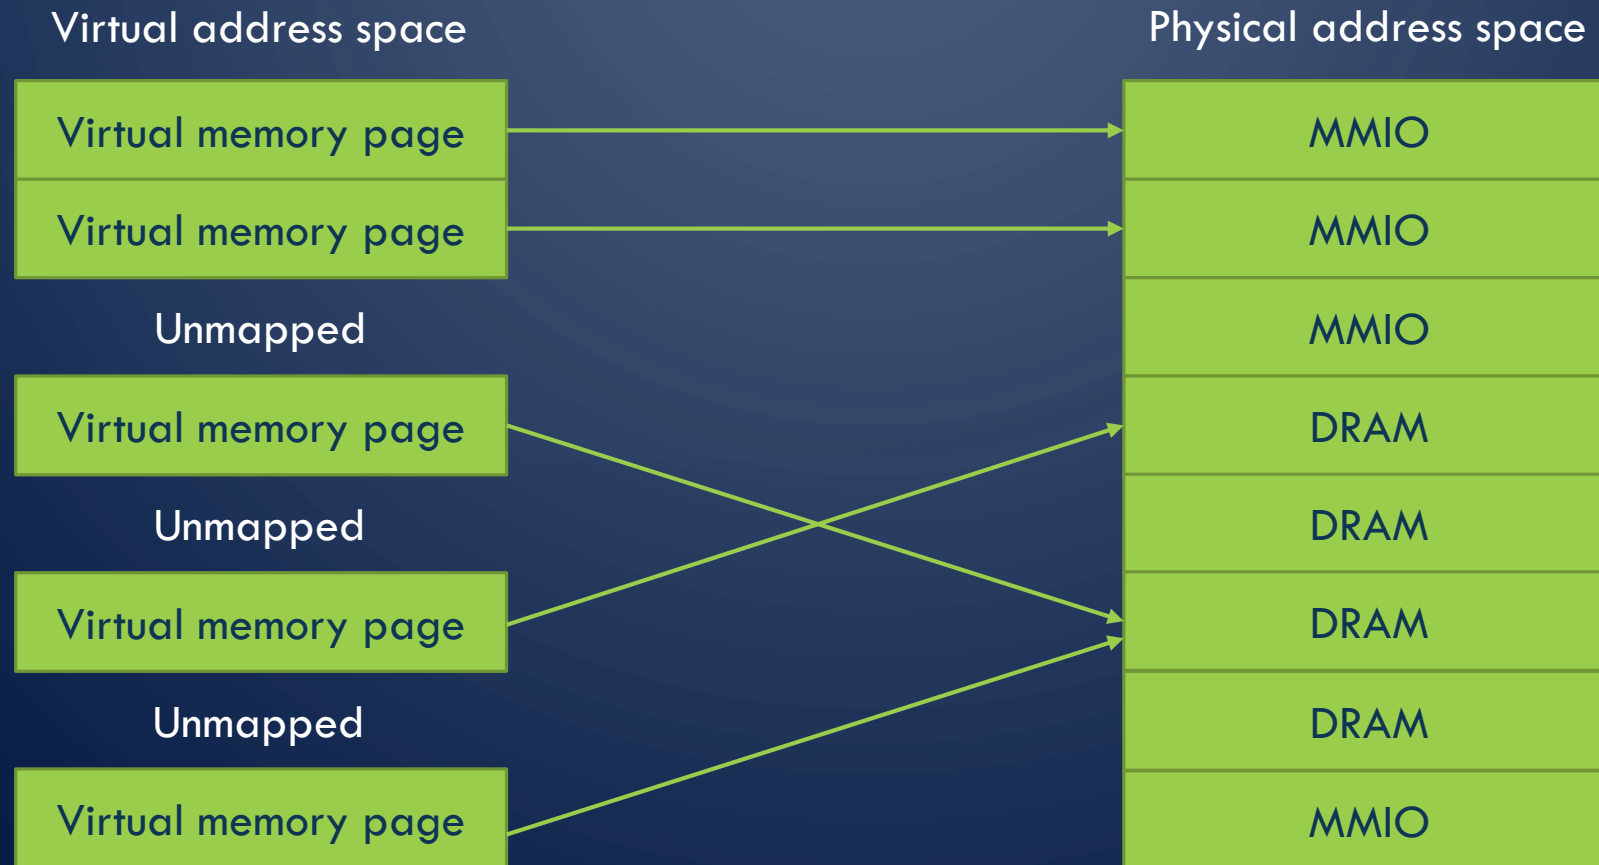 Virtual address space
Physical address space
Virtual memory page
MMIO
Virtual memory page
MMIO
Unmapped
MMIO
Virtual memory page
DRAM
Unmapped
DRAM
Virtual memory page
DRAM
Unmapped
DRAM
Virtual memory page
MMIO